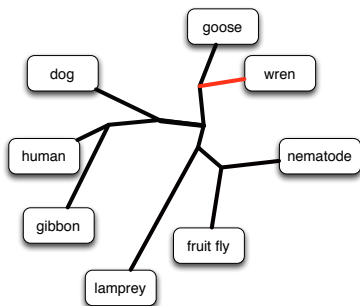 goose
dog
wren
human
nematode
gibbon
fruit fly
lamprey